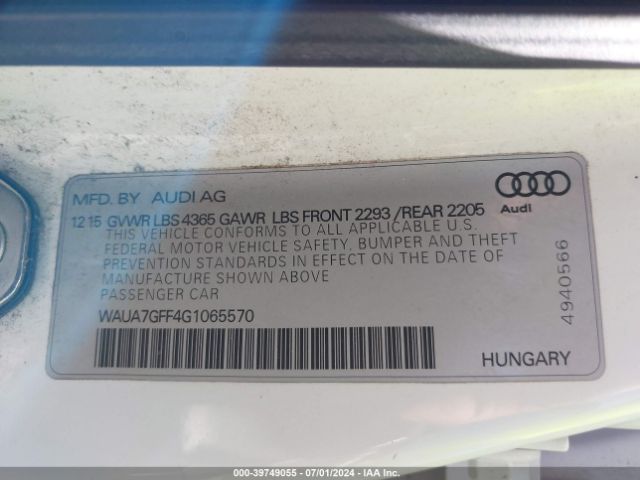 MFD. BY AUDI AG
12 15 GVWR LBS 4365 GAWR LBS FRONT 2293 /REAR 2205
THIS VEHICLE CONFORMS TO ALL APPLICABLE U.S.
FEDERAL MOTOR VEHICLE SAFETY, BUMPER AND THEFT
PREVENTION STANDARDS IN EFFECT ON THE DATE OF
MANUFACTURE SHOWN ABOVE
PASSENGER CAR
WAUA7GFF4G1065570
Audi
4940566
HUNGARY
000-39749055 - 07/01/2024 - IAA Inc.